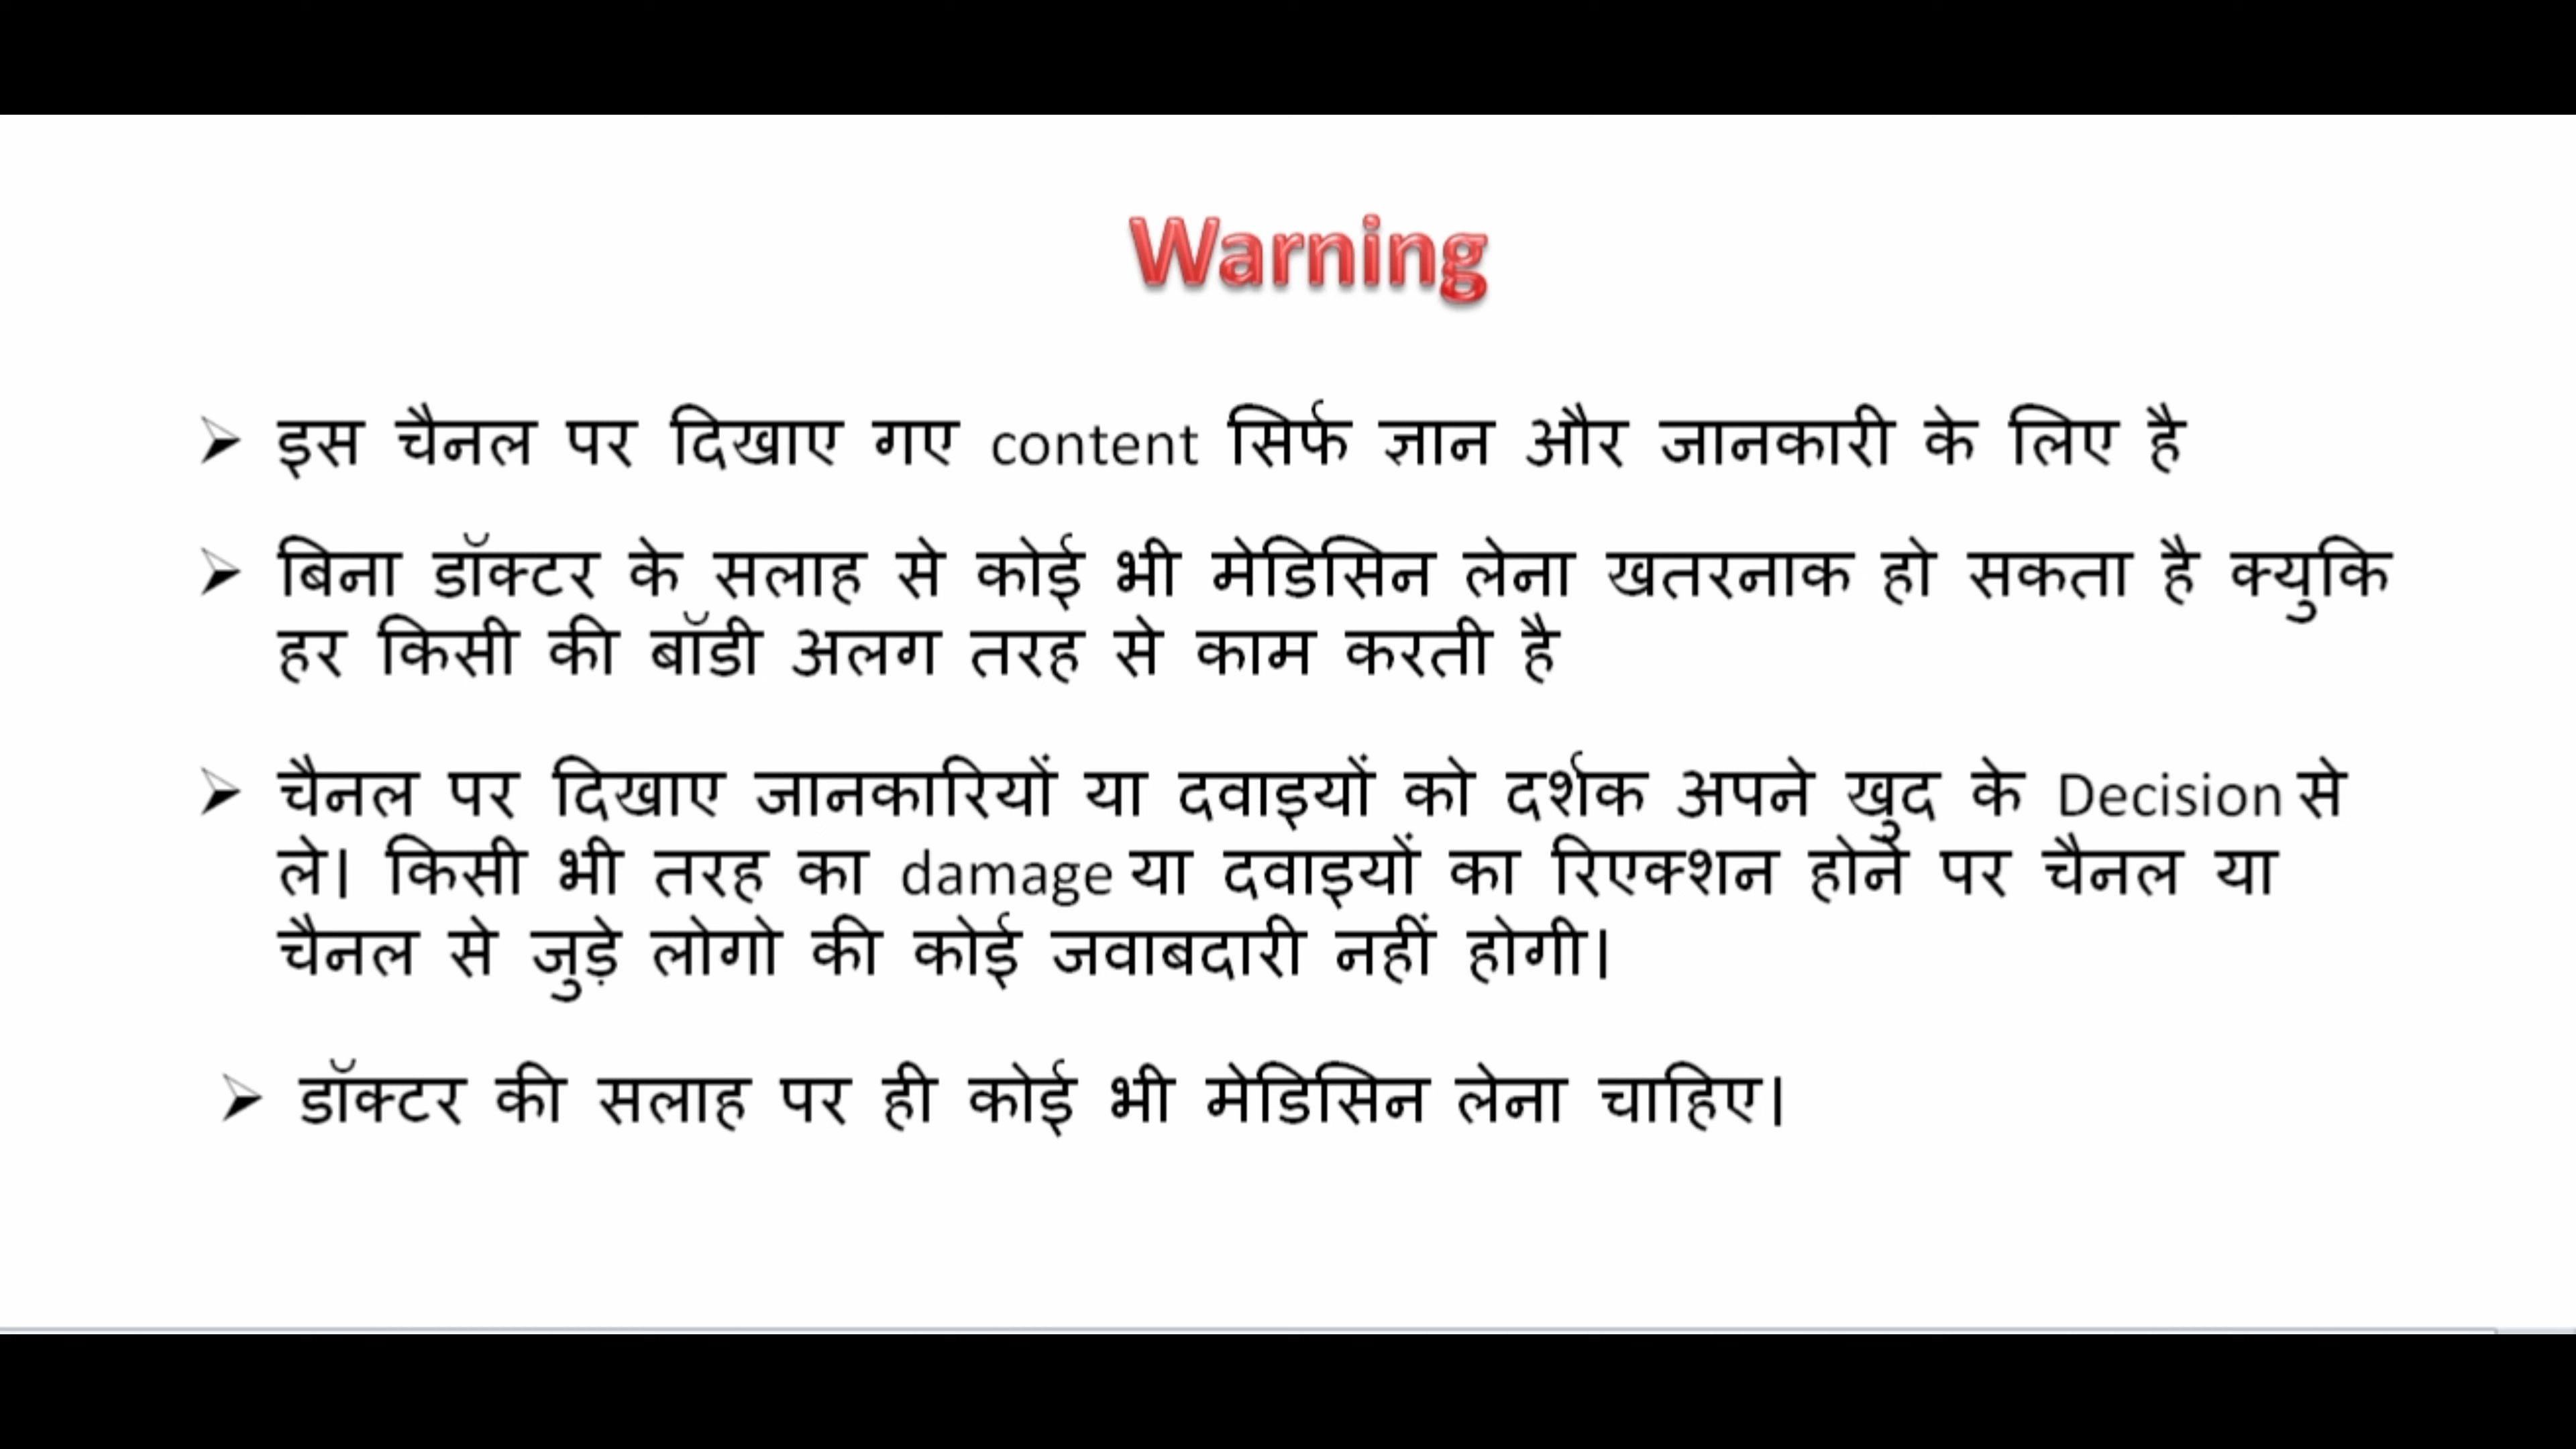 Warning
इस चैनल पर दिखाए गए content सिर्फ ज्ञान और जानकारी के लिए है
बिना डॉक्टर के सलाह से कोई भी मेडिसिन लेना खतरनाक हो सकता है क्युकि
हर किसी की बॉडी अलग तरह से काम करती है
चैनल पर दिखाए जानकारियों या दवाइयों को दर्शक अपने खुद के Decision से
ले। किसी भी तरह का damage या दवाइयों का रिएक्शन होने पर चैनल या
चैनल से जुड़े लोगो की कोई जवाबदारी नहीं होगी।
डॉक्टर की सलाह पर ही कोई भी मेडिसिन लेना चाहिए।